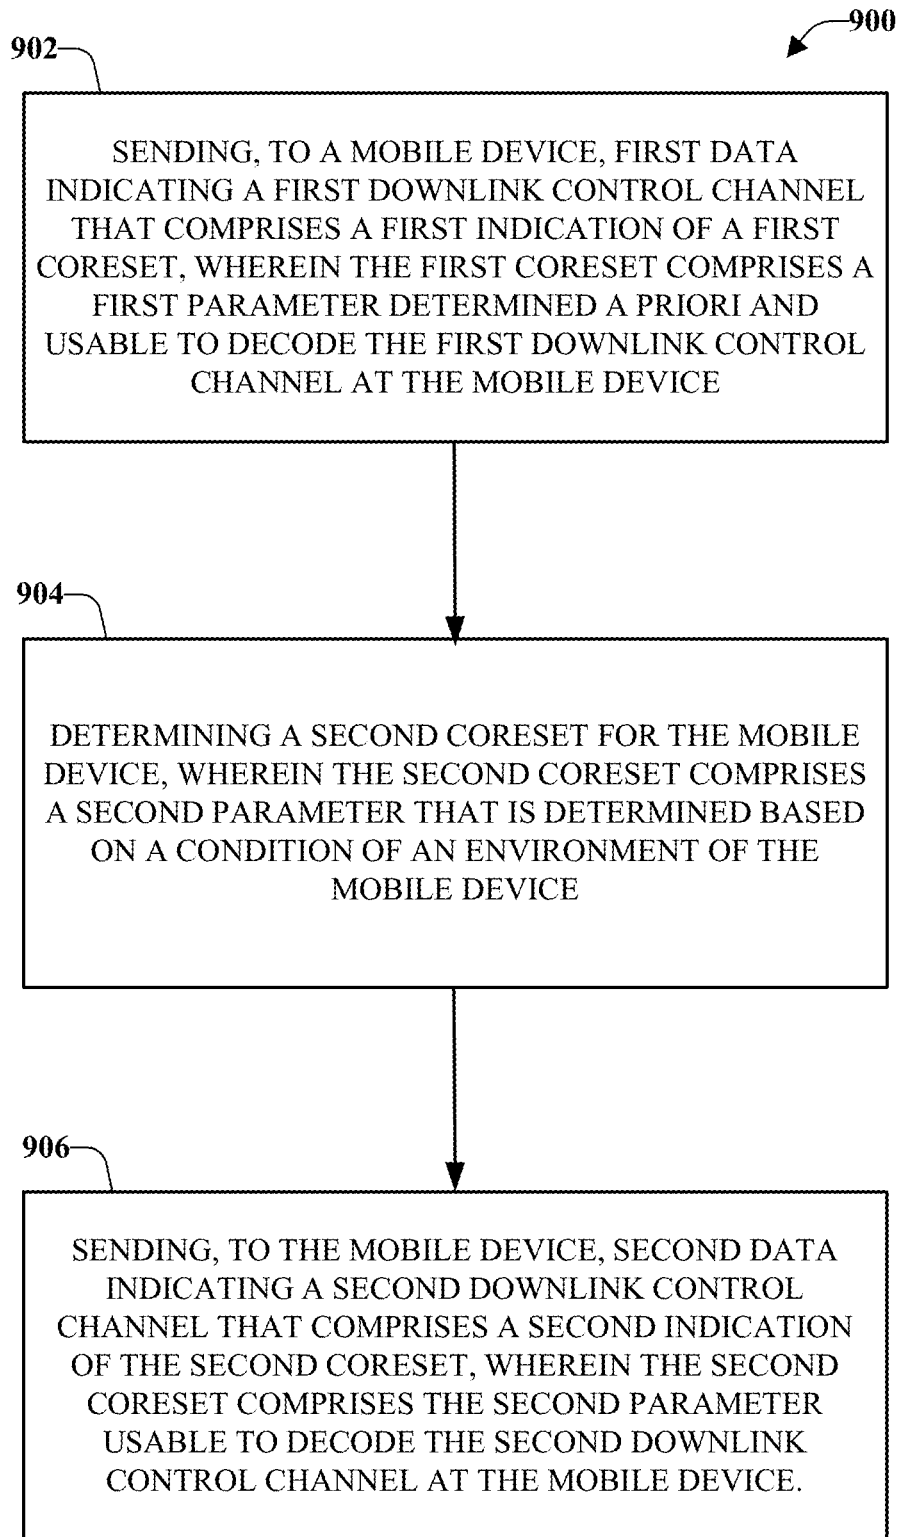 900
902
SENDING, TO A MOBILE DEVICE, FIRST DATA
INDICATING A FIRST DOWNLINK CONTROL CHANNEL
THAT COMPRISES A FIRST INDICATION OF A FIRST
CORESET, WHEREIN THE FIRST CORESET COMPRISES A
FIRST PARAMETER DETERMINED A PRIORI AND
USABLE TO DECODE THE FIRST DOWNLINK CONTROL
CHANNEL AT THE MOBILE DEVICE
904
DETERMINING A SECOND CORESET FOR THE MOBILE
DEVICE, WHEREIN THE SECOND CORESET COMPRISES
A SECOND PARAMETER THAT IS DETERMINED BASED
ON A CONDITION OF AN ENVIRONMENT OF THE
MOBILE DEVICE
906
SENDING, TO THE MOBILE DEVICE, SECOND DATA
INDICATING A SECOND DOWNLINK CONTROL
CHANNEL THAT COMPRISES A SECOND INDICATION
OF THE SECOND CORESET, WHEREIN THE SECOND
CORESET COMPRISES THE SECOND PARAMETER
USABLE TO DECODE THE SECOND DOWNLINK
CONTROL CHANNEL AT THE MOBILE DEVICE.